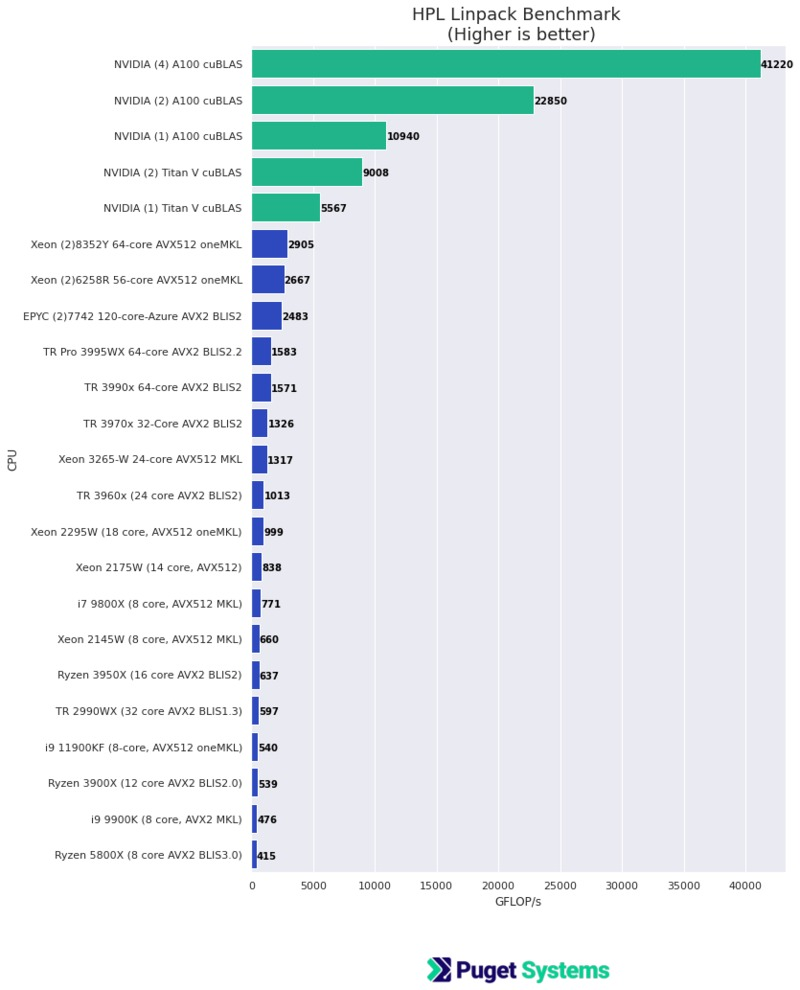 HPL Linpack Benchmark
(Higher is better)
NVIDIA (4) A100 cuBLAS 41220
NVIDIA (2) A100 cuBLAS 22850
NVIDIA (1) A100 cuBLAS 10940
NVIDIA (2) Titan V cuBLAS 9008
NVIDIA (1) Titan V cuBLAS 5567
Xeon (2)8352Y 64-core AVX512 oneMKL 2905
Xeon (2)6258R 56-core AVX512 oneMKL 2667
EPYC (2)7742 120-core-Azure AVX2 BLIS2 2483
TR Pro 3995WX 64-core AVX2 BLIS2.2 1583
TR 3990x 64-core AVX2 BLIS2 1571
TR 3970x 32-Core AVX2 BLIS2 1326
Xeon 3265-W 24-core AVX512 MKL 1317
TR 3960x (24 core AVX2 BLIS2) 1013
Xeon 2295W (18 core, AVX512 oneMKL) 999
Xeon 2175W (14 core, AVX512) 838
i7 9800X (8 core, AVX512 MKL) 771
Xeon 2145W (8 core, AVX512 MKL) 660
Ryzen 3950X (16 core AVX2 BLIS2) 637
TR 2990WX (32 core AVX2 BLIS1.3) 597
i9 11900KF (8-core, AVX512 oneMKL) 540
Ryzen 3900X (12 core AVX2 BLIS2.0) 539
i9 9900K (8 core, AVX2 MKL) 476
Ryzen 5800X (8 core AVX2 BLIS3.0) 415
CPU
0 5000 10000 15000 20000 25000 30000 35000 40000
GFLOP/s
Puget Systems